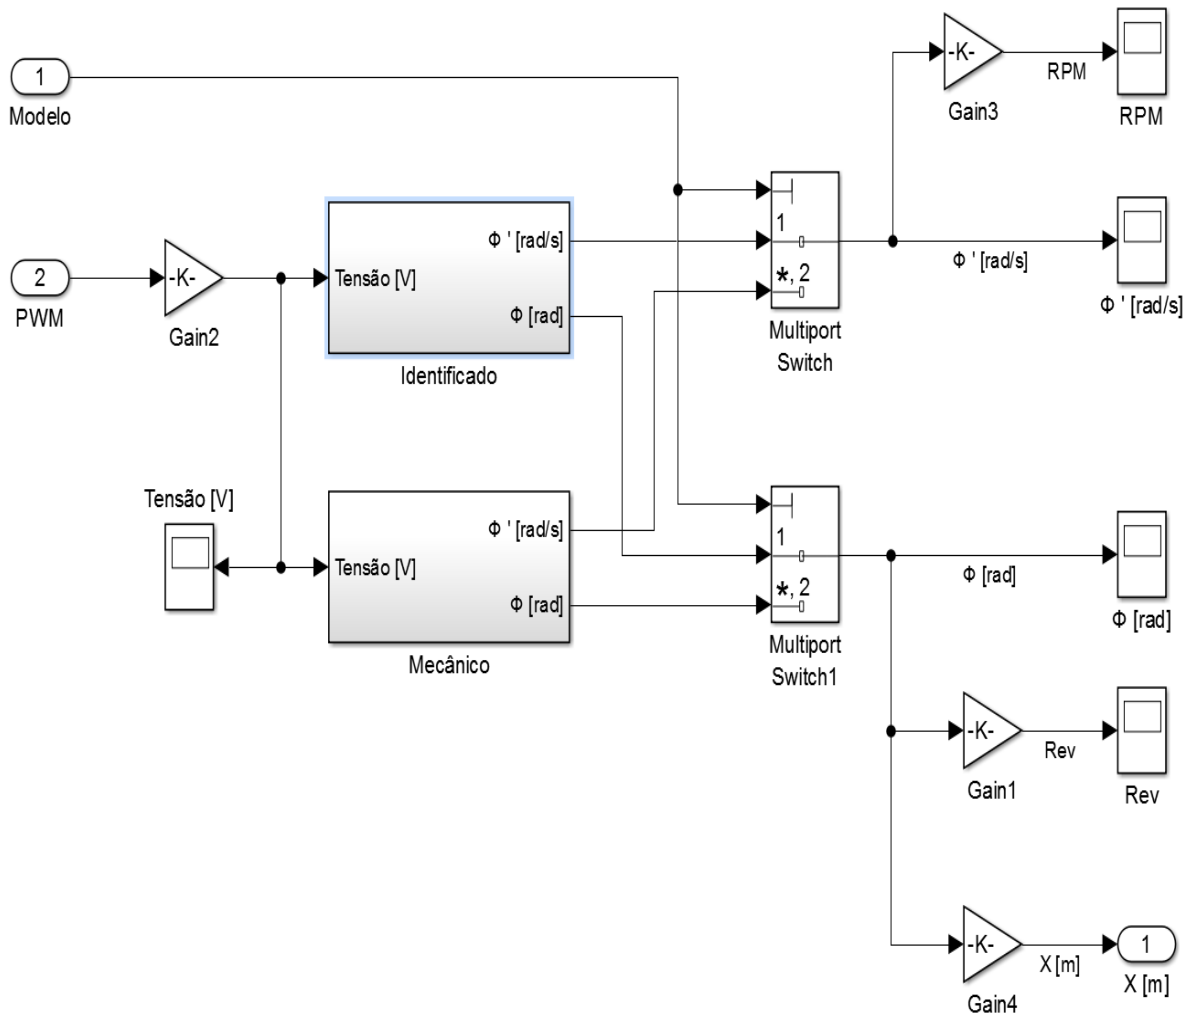 -K-
Gain3
RPM
RPM
1
Modelo
2
PWM
-K-
Gain2
Tensão [V]
Φ ' [rad/s]
Φ [rad]
Identificado
1
*, 2
Multiport
Switch
Φ ' [rad/s]
Φ ' [rad/s]
Tensão [V]
Tensão [V]
Φ ' [rad/s]
Φ [rad]
Mecânico
1
*, 2
Multiport
Switch1
Φ [rad]
Φ [rad]
-K-
Gain1
Rev
Rev
-K-
Gain4
X [m]
1
X [m]